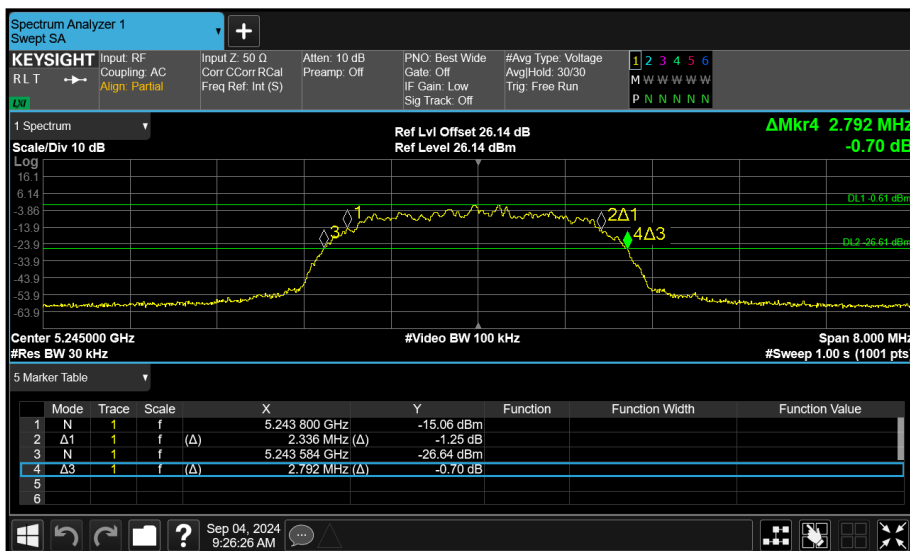 Spectrum Analyzer 1
Swept SA
KEYSIGHT
R L T
LXI
Input: RF
Coupling: AC
Align: Partial
Input Z: 50 Ω
Corr CCorr RCal
Freq Ref: Int (S)
Atten: 10 dB
Preamp: Off
PNO: Best Wide
Gate: Off
IF Gain: Low
Sig Track: Off
#Avg Type: Voltage
Avg|Hold: 30/30
Trig: Free Run
1 2 3 4 5 6
M W W W W W
P N N N N N
1 Spectrum
Scale/Div 10 dB
Ref Lvl Offset 26.14 dB
Ref Level 26.14 dBm
ΔMkr4 2.792 MHz
-0.70 dB
Log
16.1
6.14
-3.86
-13.9
-23.9
-33.9
-43.9
-53.9
-63.9
1
3
2Δ1
4Δ3
DL1 -0.61 dBm
DL2 -26.61 dBm
Center 5.245000 GHz
#Res BW 30 kHz
#Video BW 100 kHz
Span 8.000 MHz
#Sweep 1.00 s (1001 pts
5 Marker Table
Mode Trace Scale X Y Function Function Width Function Value
1 N 1 f 5.243 800 GHz -15.06 dBm
2 Δ1 1 f (Δ) 2.336 MHz (Δ) -1.25 dB
3 N 1 f 5.243 584 GHz -26.64 dBm
4 Δ3 1 f (Δ) 2.792 MHz (Δ) -0.70 dB
5
6
?
Sep 04, 2024
9:26:26 AM